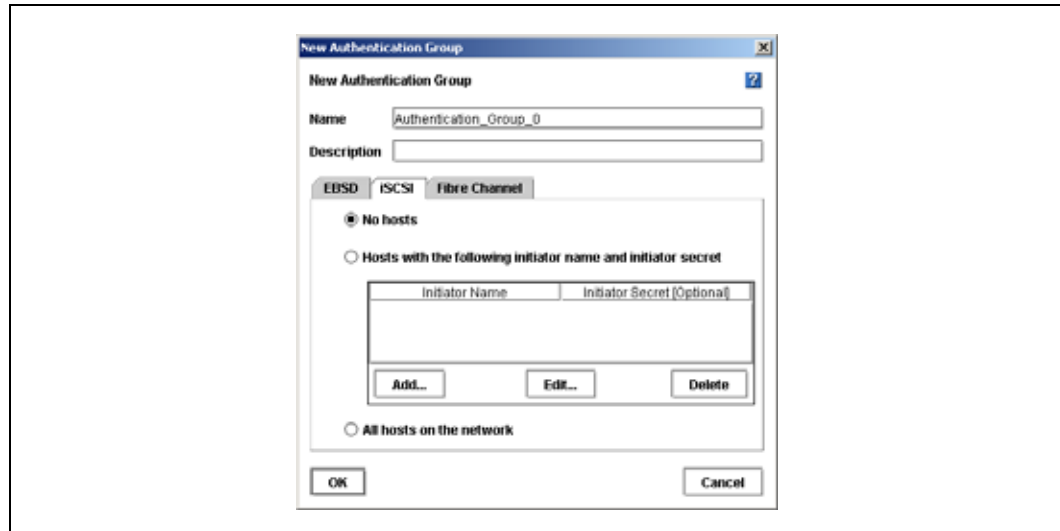 New Authentication Group
New Authentication Group
Name Authentication_Group_0
Description
EBSD iSCSI Fibre Channel
No hosts
Hosts with the following initiator name and initiator secret
Initiator Name Initiator Secret [Optional]
Add... Edit... Delete
All hosts on the network
OK Cancel